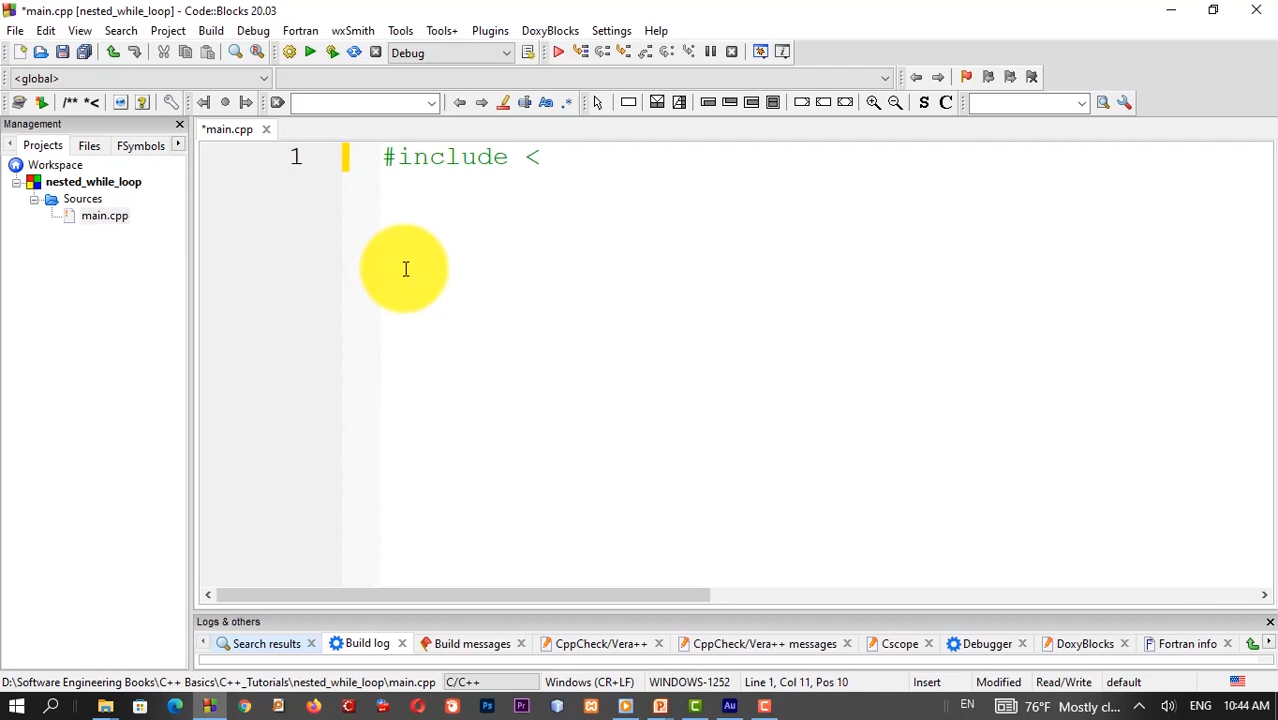 *main.cpp [nested_while_loop] - Code::Blocks 20.03
File Edit View Search Project Build Debug Fortran wxSmith Tools Tools+ Plugins DoxyBlocks Settings Help
Debug
<global>
/** *<
S C
Management
Projects Files FSymbols
*main.cpp
Workspace
nested_while_loop
Sources
main.cpp
1 #include <
Logs & others
Search results Build log Build messages CppCheck/Vera++ CppCheck/Vera++ messages Cscope Debugger DoxyBlocks Fortran info
D:\Software Engineering Books\C++ Basics\C++_Tutorials\nested_while_loop\main.cpp C/C++ Windows (CR+LF) WINDOWS-1252 Line 1, Col 11, Pos 10 Insert Modified Read/Write default
EN 76°F Mostly cl... ENG 10:44 AM